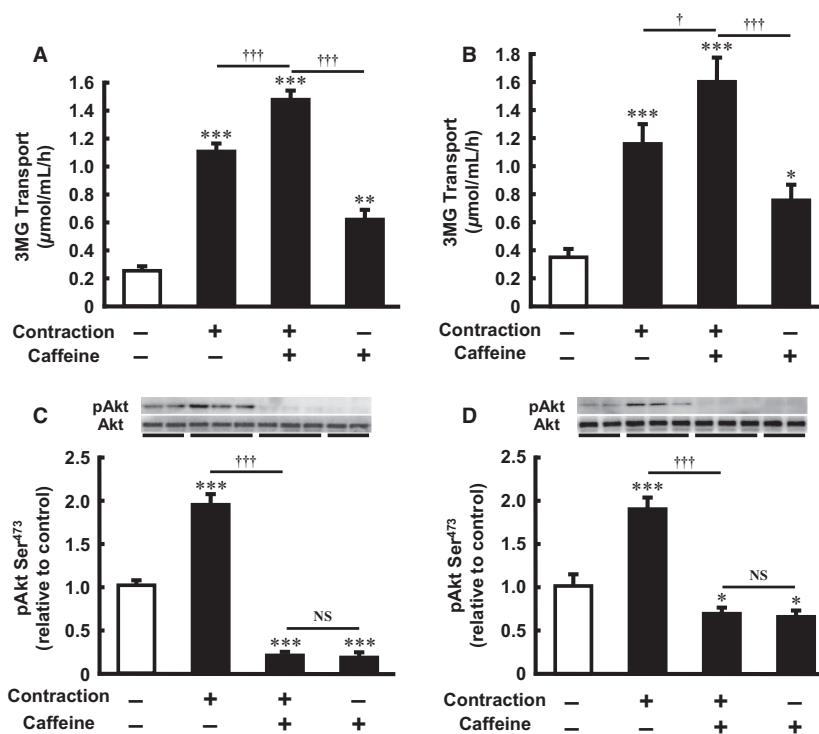 A
††† †††
*** *** **
3MG Transport
(µmol/mL/h)
1.6
1.4
1.2
1.0
0.8
0.6
0.4
0.2
0
Contraction – + + –
Caffeine – – + +
B
† †††
*** *** *
3MG Transport
(µmol/mL/h)
1.8
1.6
1.4
1.2
1.0
0.8
0.6
0.4
0.2
0
Contraction – + + –
Caffeine – – + +
C
pAkt
Akt
†††
***
NS
*** ***
pAkt Ser⁴⁷³
(relative to control)
2.5
2.0
1.5
1.0
0.5
0
Contraction – + + –
Caffeine – – + +
D
pAkt
Akt
†††
***
NS
* *
pAkt Ser⁴⁷³
(relative to control)
2.5
2.0
1.5
1.0
0.5
0
Contraction – + + –
Caffeine – – + +